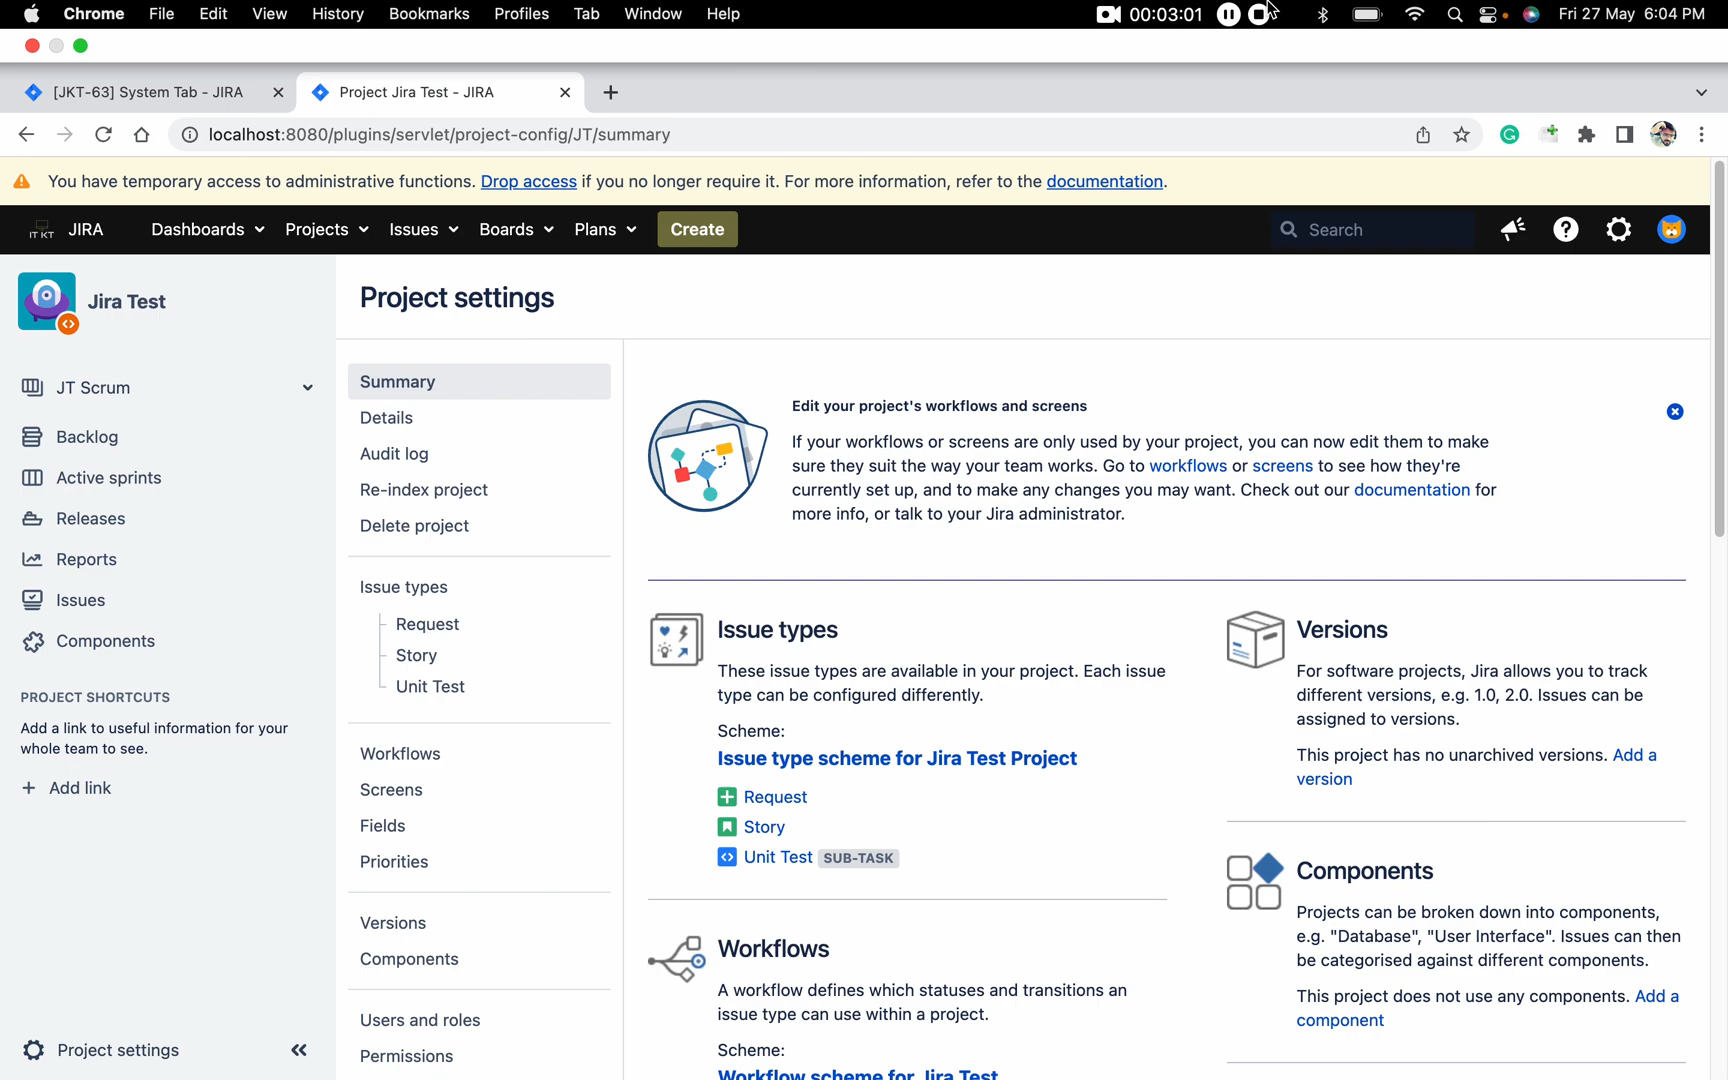 Chrome File Edit View History Bookmarks Profiles Tab Window Help 00:03:01 Fri 27 May 6:04 PM
[JKT-63] System Tab - JIRA Project Jira Test - JIRA
localhost:8080/plugins/servlet/project-config/JT/summary
You have temporary access to administrative functions. Drop access if you no longer require it. For more information, refer to the documentation.
IT KT JIRA Dashboards Projects Issues Boards Plans Create Search
Jira Test
JT Scrum
Backlog
Active sprints
Releases
Reports
Issues
Components
PROJECT SHORTCUTS
Add a link to useful information for your
whole team to see.
+ Add link
Project settings
Project settings
Summary
Details
Audit log
Re-index project
Delete project
Issue types
Request
Story
Unit Test
Workflows
Screens
Fields
Priorities
Versions
Components
Users and roles
Permissions
Edit your project's workflows and screens
If your workflows or screens are only used by your project, you can now edit them to make
sure they suit the way your team works. Go to workflows or screens to see how they're
currently set up, and to make any changes you may want. Check out our documentation for
more info, or talk to your Jira administrator.
Issue types
These issue types are available in your project. Each issue
type can be configured differently.
Scheme:
Issue type scheme for Jira Test Project
Request
Story
Unit Test SUB-TASK
Workflows
A workflow defines which statuses and transitions an
issue type can use within a project.
Scheme:
Workflow scheme for Jira Test
Versions
For software projects, Jira allows you to track
different versions, e.g. 1.0, 2.0. Issues can be
assigned to versions.
This project has no unarchived versions. Add a
version
Components
Projects can be broken down into components,
e.g. "Database", "User Interface". Issues can then
be categorised against different components.
This project does not use any components. Add a
component